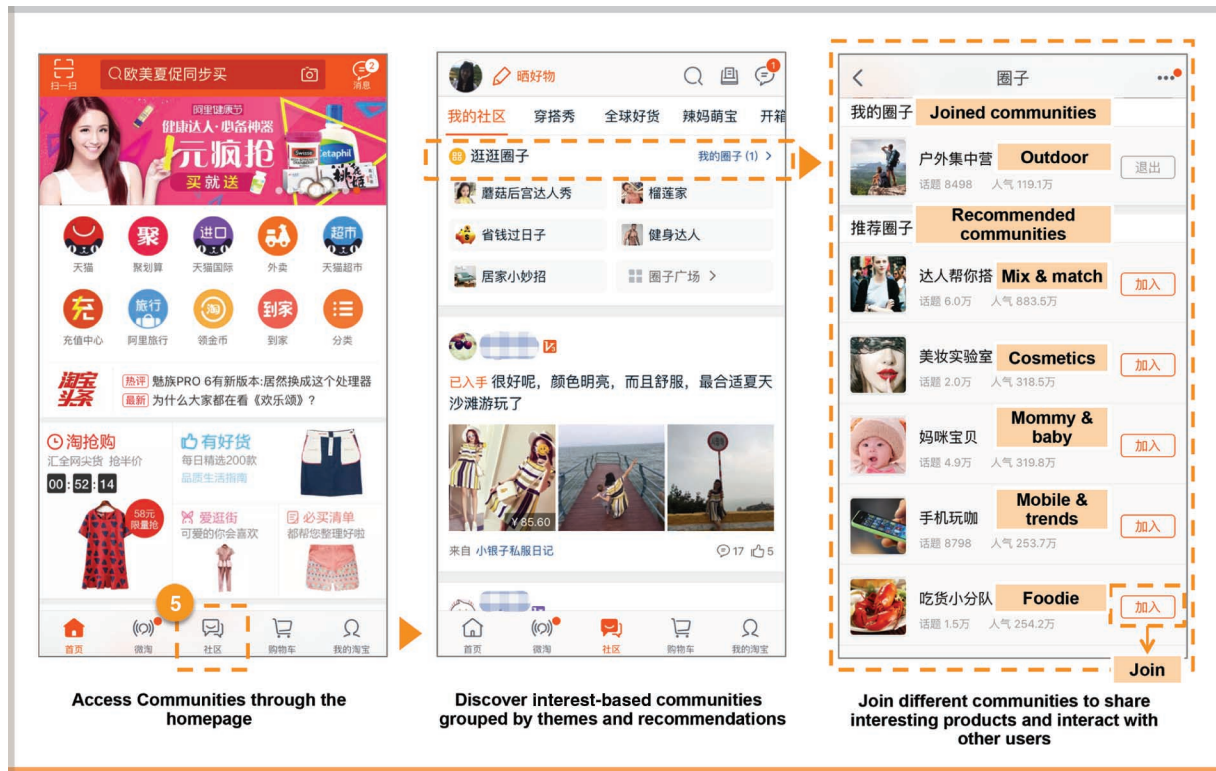 扫一扫
欧美夏促同步买
2
消息
阿里健康节
健康达人·必备神器
一元疯抢
买就送
etaphil
天猫
聚
聚划算
进口
天猫国际
外卖
超市
天猫超市
充
充值中心
旅行
阿里旅行
淘
领金币
到家
到家
分类
淘宝头条
热评 魅族PRO 6有新版本:居然换成这个处理器
最新 为什么大家都在看《欢乐颂》?
淘抢购
汇全网尖货 抢半价
00:52:14
58元
限量抢
有好货
每日精选200款
品质生活指南
爱逛街
可爱的你会喜欢
必买清单
都帮您整理好啦
5
首页
微淘
社区
购物车
我的淘宝
Access Communities through the
homepage
晒好物
1
我的社区 穿搭秀 全球好货 辣妈萌宝 开箱
逛逛圈子 我的圈子 (1) >
蘑菇后宫达人秀 榴莲家
省钱过日子 健身达人
居家小妙招 圈子广场 >
已入手 很好呢，颜色明亮，而且舒服，最合适夏天
沙滩游玩了
¥ 85.60
来自 小银子私服日记 17 5
首页
微淘
社区
购物车
我的淘宝
Discover interest-based communities
grouped by themes and recommendations
圈子
我的圈子 Joined communities
户外集中营 Outdoor
话题 8498 人气 119.1万
退出
推荐圈子 Recommended
communities
达人帮你搭 Mix & match
话题 6.0万 人气 883.5万
加入
美妆实验室 Cosmetics
话题 2.0万 人气 318.5万
加入
妈咪宝贝 Mommy &
baby
话题 4.9万 人气 319.8万
加入
手机玩咖 Mobile &
trends
话题 8798 人气 253.7万
加入
吃货小分队 Foodie
话题 1.5万 人气 254.2万
加入
Join
Join different communities to share
interesting products and interact with
other users